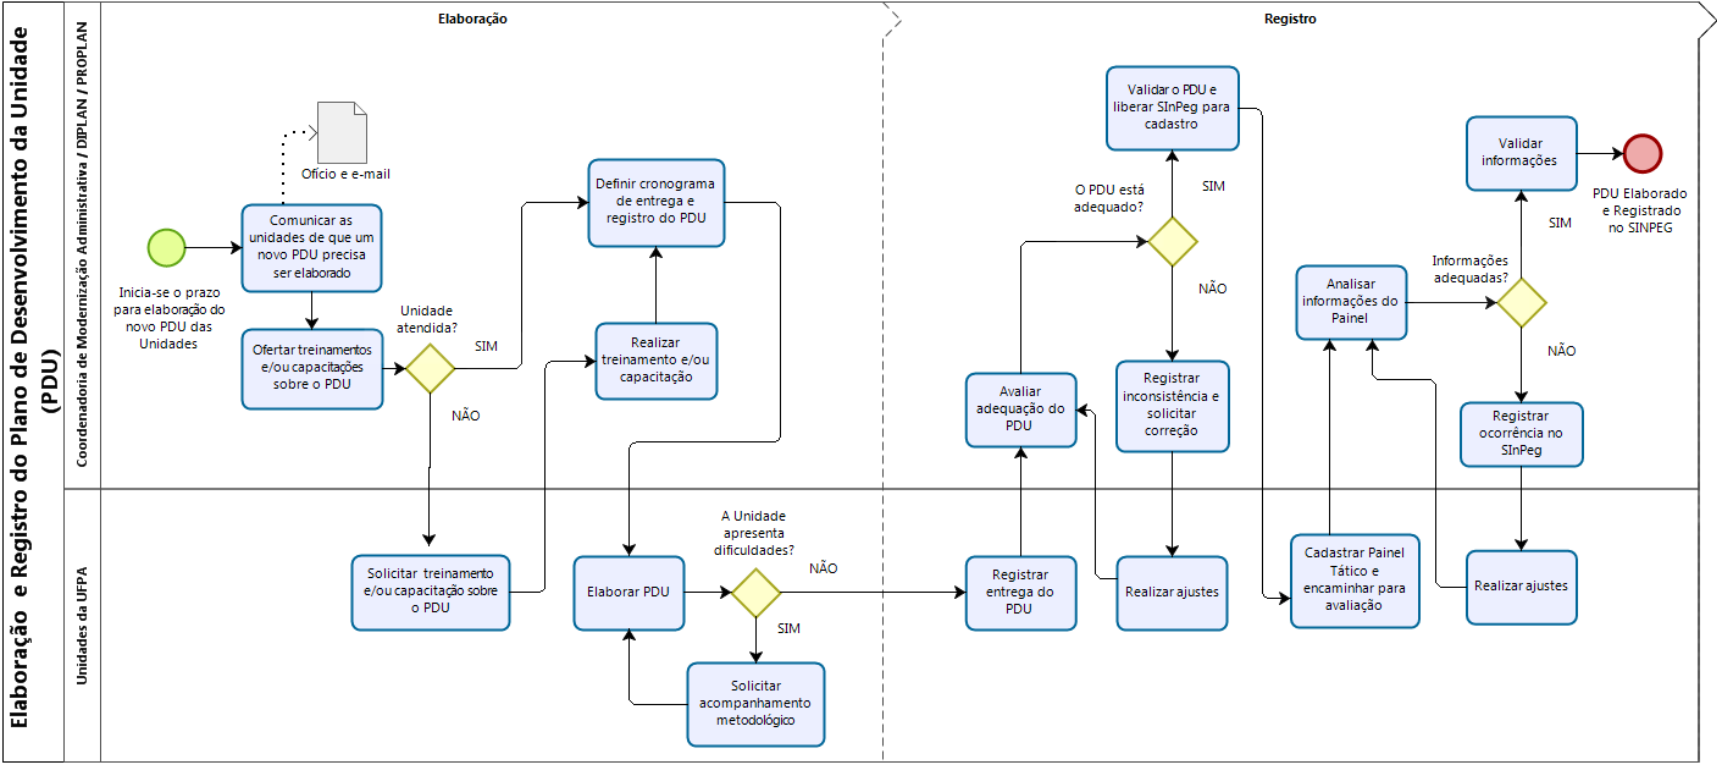 Elaboração e Registro do Plano de Desenvolvimento da Unidade
(PDU)
Coordenadoria de Modernização Administrativa / DIPLAN / PROPLAN
Unidades da UFPA
Elaboração
Registro
Ofício e e-mail
Comunicar as
unidades de que um
novo PDU precisa
ser elaborado
Inicia-se o prazo
para elaboração do
novo PDU das
Unidades
Ofertar treinamentos
e/ou capacitações
sobre o PDU
Unidade
atendida?
SIM
NÃO
Definir cronograma
de entrega e
registro do PDU
Realizar
treinamento e/ou
capacitação
Solicitar treinamento
e/ou capacitação sobre
o PDU
Elaborar PDU
A Unidade
apresenta
dificuldades?
NÃO
SIM
Solicitar
acompanhamento
metodológico
Registrar
entrega do
PDU
Avaliar
adequação do
PDU
O PDU está
adequado?
SIM
NÃO
Validar o PDU e
liberar SInPeg para
cadastro
Registrar
inconsistência e
solicitar
correção
Realizar ajustes
Cadastrar Painel
Tático e
encaminhar para
avaliação
Analisar
informações do
Painel
Informações
adequadas?
SIM
NÃO
Validar
informações
PDU Elaborado
e Registrado
no SINPEG
Registrar
ocorrência no
SInPeg
Realizar ajustes